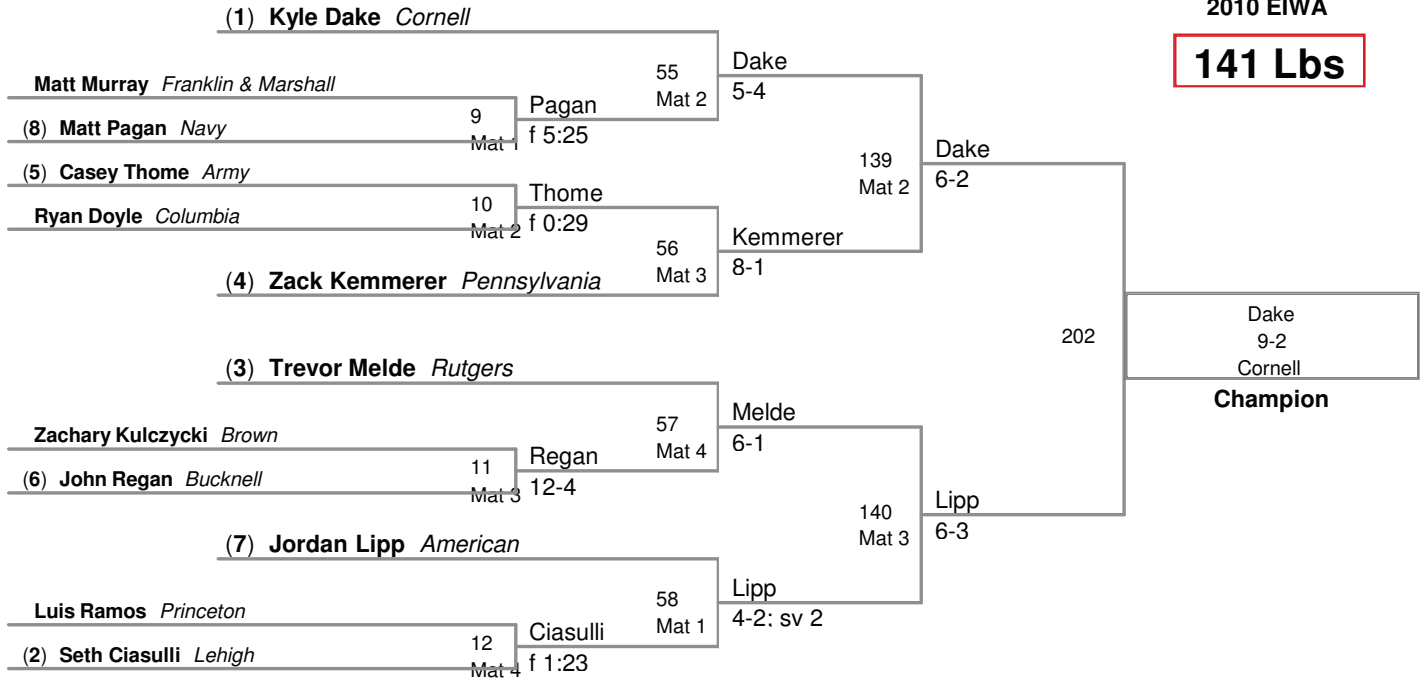 2010 EIWA
141 Lbs
(1) Kyle Dake Cornell
Matt Murray Franklin & Marshall
(8) Matt Pagan Navy
(5) Casey Thome Army
Ryan Doyle Columbia
(4) Zack Kemmerer Pennsylvania
(3) Trevor Melde Rutgers
Zachary Kulczycki Brown
(6) John Regan Bucknell
(7) Jordan Lipp American
Luis Ramos Princeton
(2) Seth Ciasulli Lehigh
9
Mat 1
Pagan
f 5:25
10
Mat 2
Thome
f 0:29
11
Mat 3
Regan
12-4
12
Mat 4
Ciasulli
f 1:23
55
Mat 2
Dake
5-4
56
Mat 3
Kemmerer
8-1
57
Mat 4
Melde
6-1
58
Mat 1
Lipp
4-2; sv 2
139
Mat 2
Dake
6-2
140
Mat 3
Lipp
6-3
202
Dake
9-2
Cornell
Champion